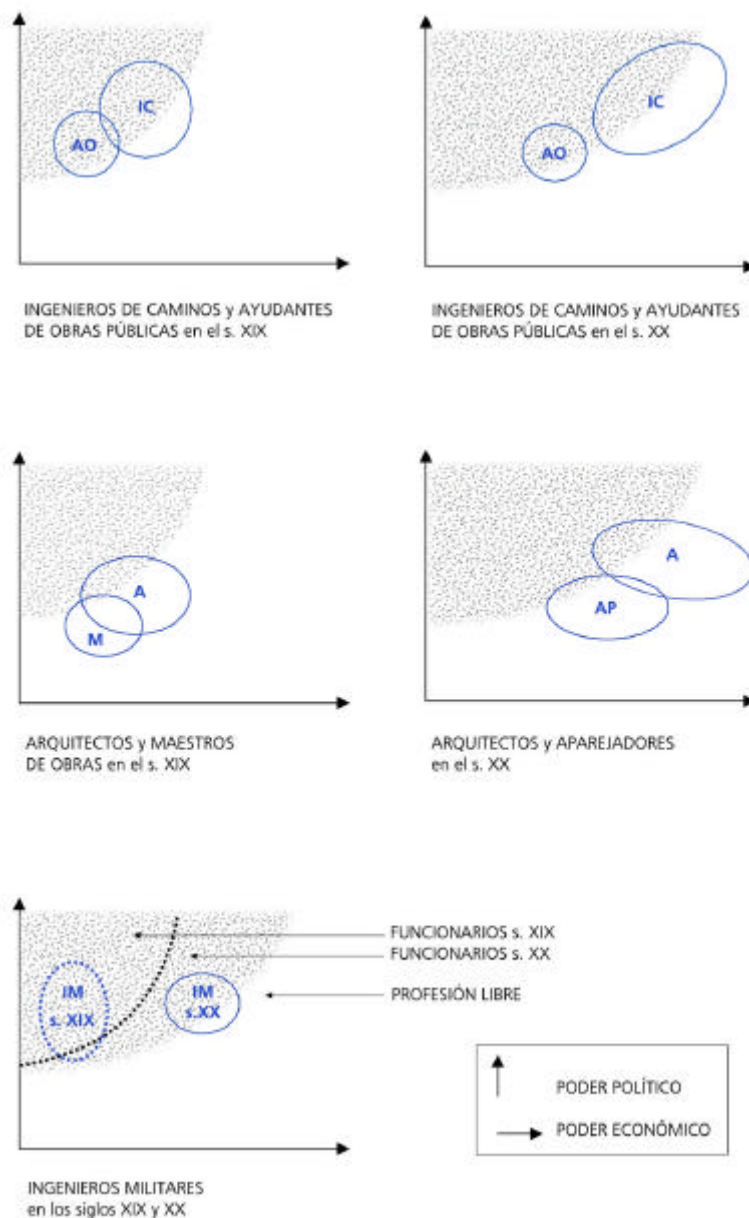 IC
AO
IC
AO
INGENIEROS DE CAMINOS y AYUDANTES
DE OBRAS PÚBLICAS en el s. XIX
INGENIEROS DE CAMINOS y AYUDANTES
DE OBRAS PÚBLICAS en el s. XX
A
M
A
AP
ARQUITECTOS y MAESTROS
DE OBRAS en el s. XIX
ARQUITECTOS y APAREJADORES
en el s. XX
FUNCIONARIOS s. XIX
FUNCIONARIOS s. XX
PROFESIÓN LIBRE
IM
s. XIX
IM
s.XX
PODER POLÍTICO
PODER ECONÓMICO
INGENIEROS MILITARES
en los siglos XIX y XX